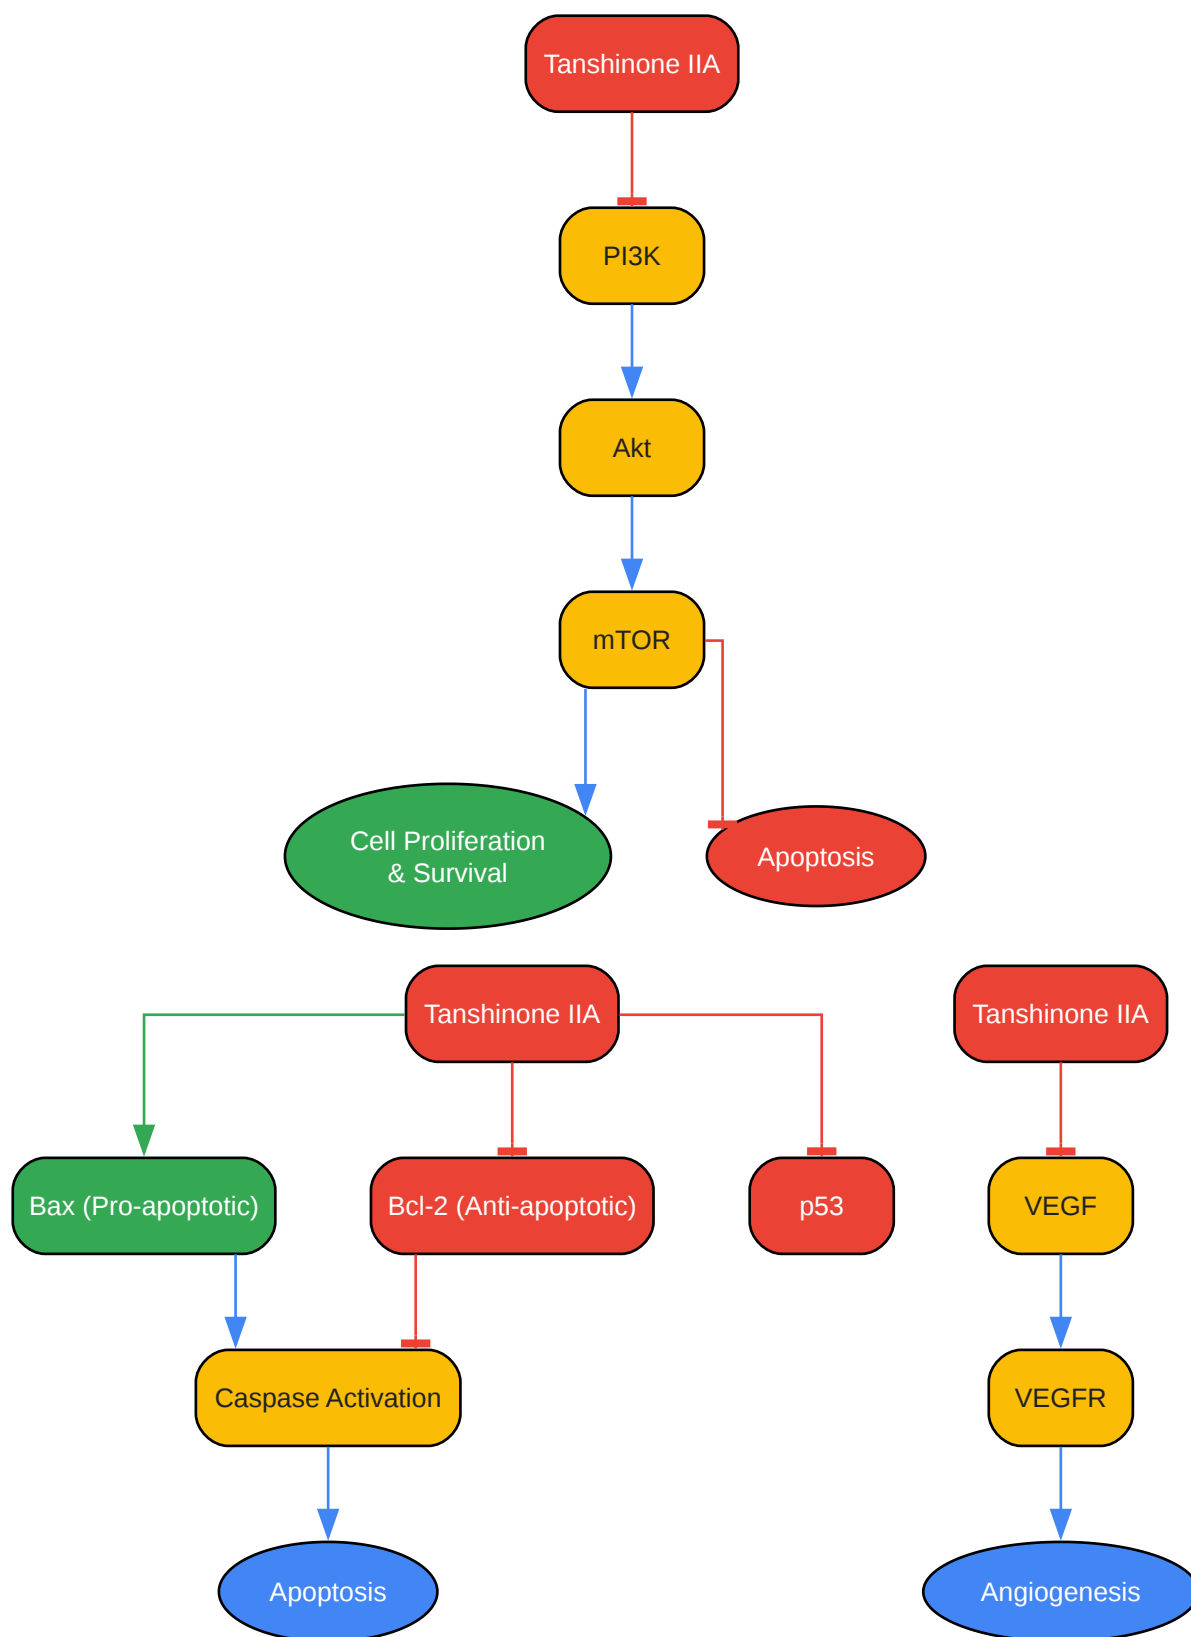 Tanshinone IIA
PI3K
Akt
mTOR
Cell Proliferation
& Survival
Apoptosis
Tanshinone IIA
Tanshinone IIA
Bax (Pro-apoptotic)
Bcl-2 (Anti-apoptotic)
p53
VEGF
Caspase Activation
VEGFR
Apoptosis
Angiogenesis